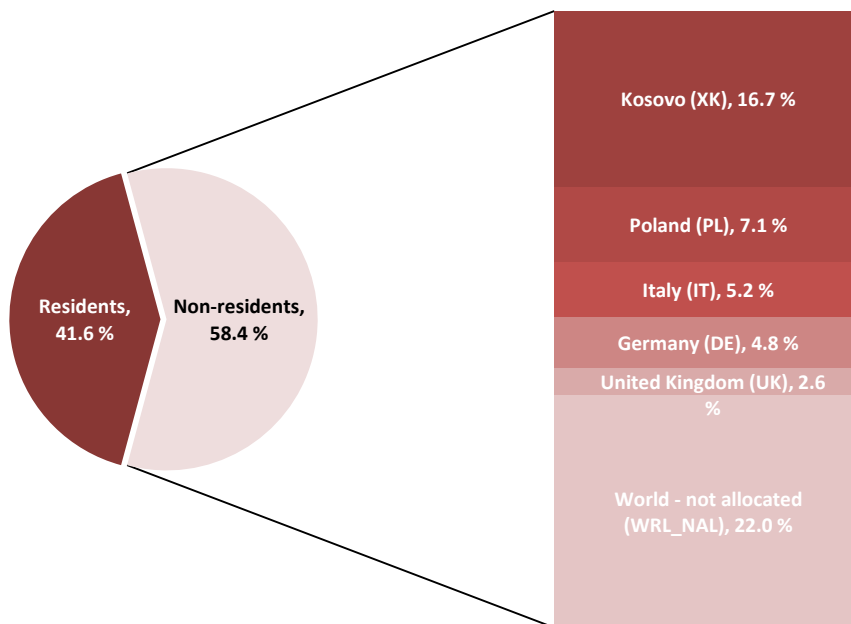 Residents,
41.6 %
Non-residents,
58.4 %
Kosovo (XK), 16.7 %
Poland (PL), 7.1 %
Italy (IT), 5.2 %
Germany (DE), 4.8 %
United Kingdom (UK), 2.6
%
World - not allocated
(WRL_NAL), 22.0 %